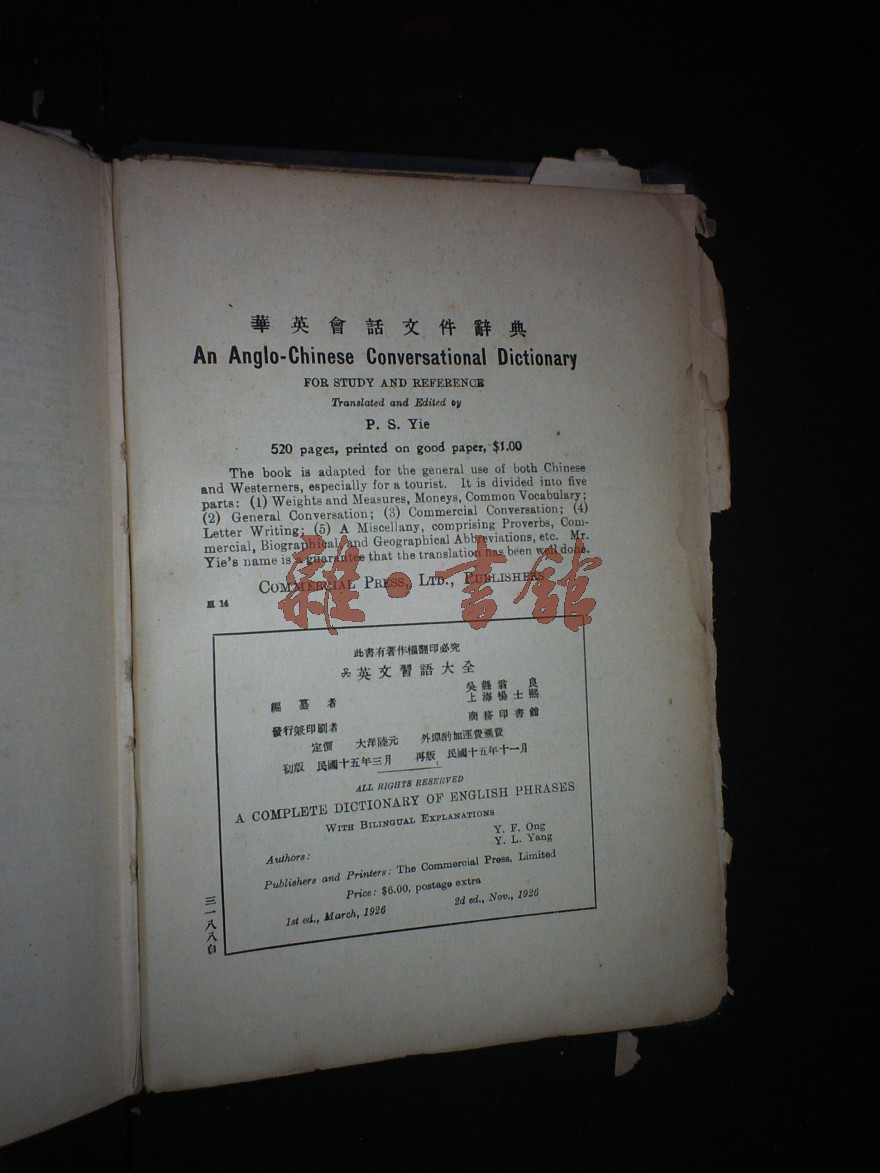 華英會話文件辭典
An Anglo-Chinese Conversational Dictionary
FOR STUDY AND REFERENCE
Translated and Edited by
P. S. Yie
520 pages, printed on good paper, $1.00
The book is adapted for the general use of both Chinese
and Westerners, especially for a tourist. It is divided into five
parts: (1) Weights and Measures, Moneys, Common Vocabulary;
(2) General Conversation; (3) Commercial Conversation; (4)
Letter Writing; (5) A Miscellany, comprising Proverbs, Com-
mercial, Biographical and Geographical Abbreviations, etc. Mr.
Yie's name is a guarantee that the translation has been well done.
COMMERCIAL PRESS, LTD., PUBLISHERS
14
雜·書館
此書有著作權翻印必究
英文習語大全
編纂者
吳縣翁良
上海楊士熙
發行兼印刷者
商務印書館
定價 大洋陸元 外埠酌加運費匯費
初版 民國十五年三月 再版 民國十五年十一月
ALL RIGHTS RESERVED
A COMPLETE DICTIONARY OF ENGLISH PHRASES
WITH BILINGUAL EXPLANATIONS
Authors:
Y. F. Ong
Y. L. Yang
Publishers and Printers: The Commercial Press, Limited
Price: $6.00, postage extra
1st ed., March, 1926 2d ed., Nov., 1926
三一八八